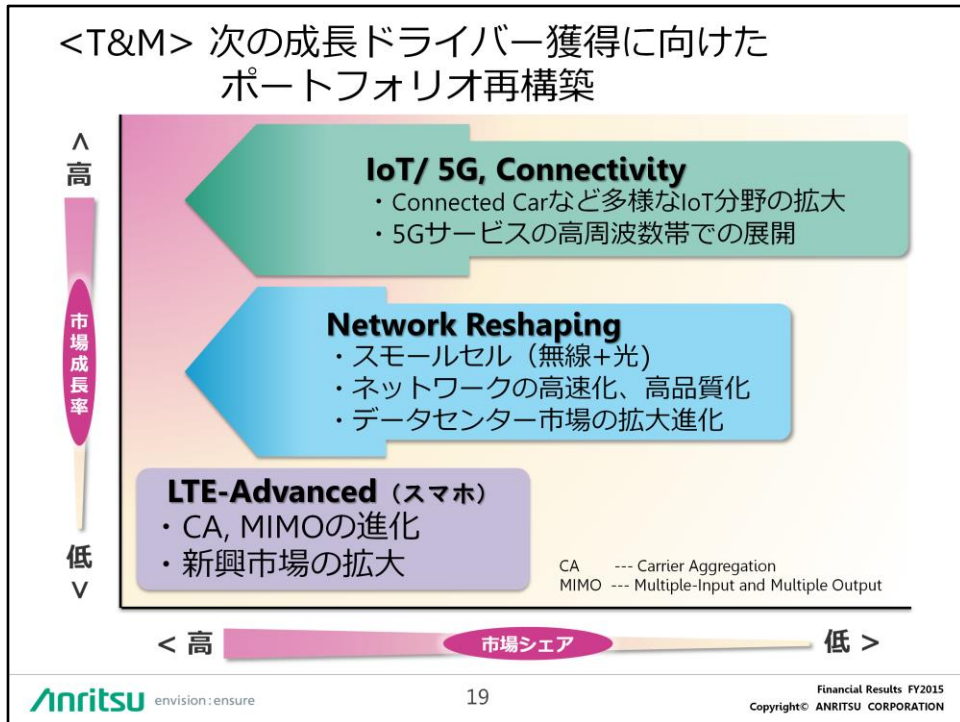 <T&M> 次の成長ドライバー獲得に向けた
ポートフォリオ再構築
∧
高
市場成長率
低
∨
IoT/ 5G, Connectivity
・Connected Carなど多様なIoT分野の拡大
・5Gサービスの高周波数帯での展開
Network Reshaping
・スモールセル（無線+光)
・ネットワークの高速化、高品質化
・データセンター市場の拡大進化
LTE-Advanced（スマホ）
・CA, MIMOの進化
・新興市場の拡大
CA --- Carrier Aggregation
MIMO --- Multiple-Input and Multiple Output
< 高 市場シェア 低 >
Anritsu envision:ensure
19
Financial Results FY2015
Copyright© ANRITSU CORPORATION